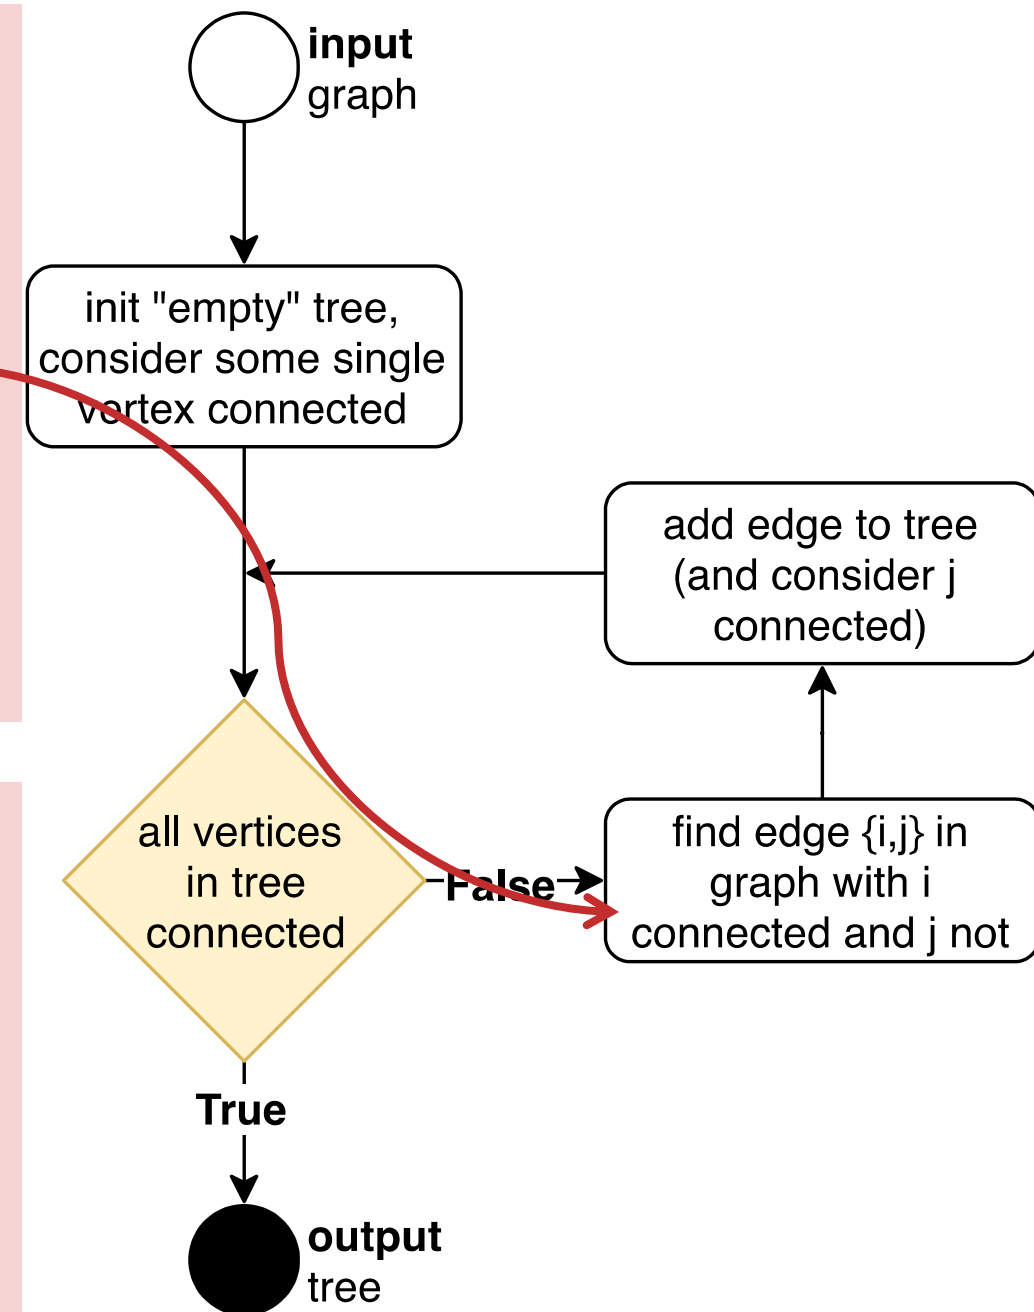 input
graph
init "empty" tree,
consider some single
vertex connected
add edge to tree
(and consider j
connected)
all vertices
in tree
connected
False
find edge {i,j} in
graph with i
connected and j not
True
output
tree